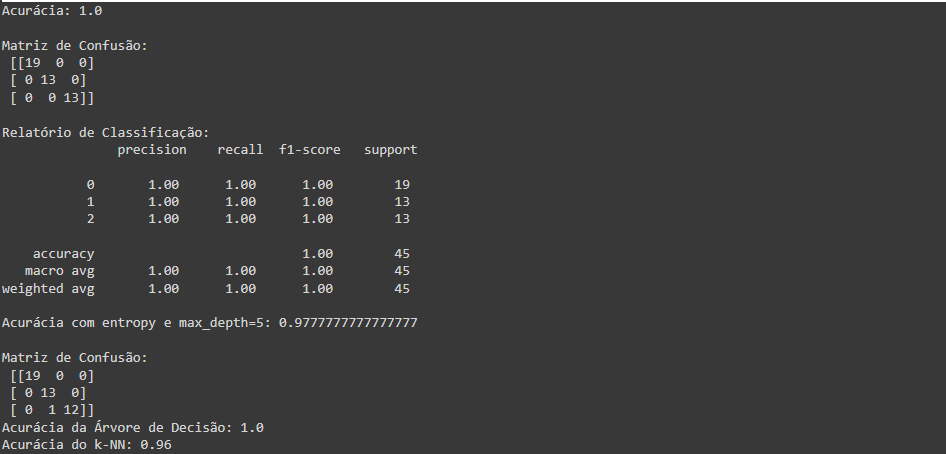 Acurácia: 1.0
Matriz de Confusão:
[[19  0  0]
[ 0 13  0]
[ 0  0 13]]
Relatório de Classificação:
precision    recall  f1-score   support
0       1.00      1.00      1.00        19
1       1.00      1.00      1.00        13
2       1.00      1.00      1.00        13
accuracy                           1.00        45
macro avg       1.00      1.00      1.00        45
weighted avg       1.00      1.00      1.00        45
Acurácia com entropy e max_depth=5: 0.9777777777777777
Matriz de Confusão:
[[19  0  0]
[ 0 13  0]
[ 0  1 12]]
Acurácia da Árvore de Decisão: 1.0
Acurácia do k-NN: 0.96